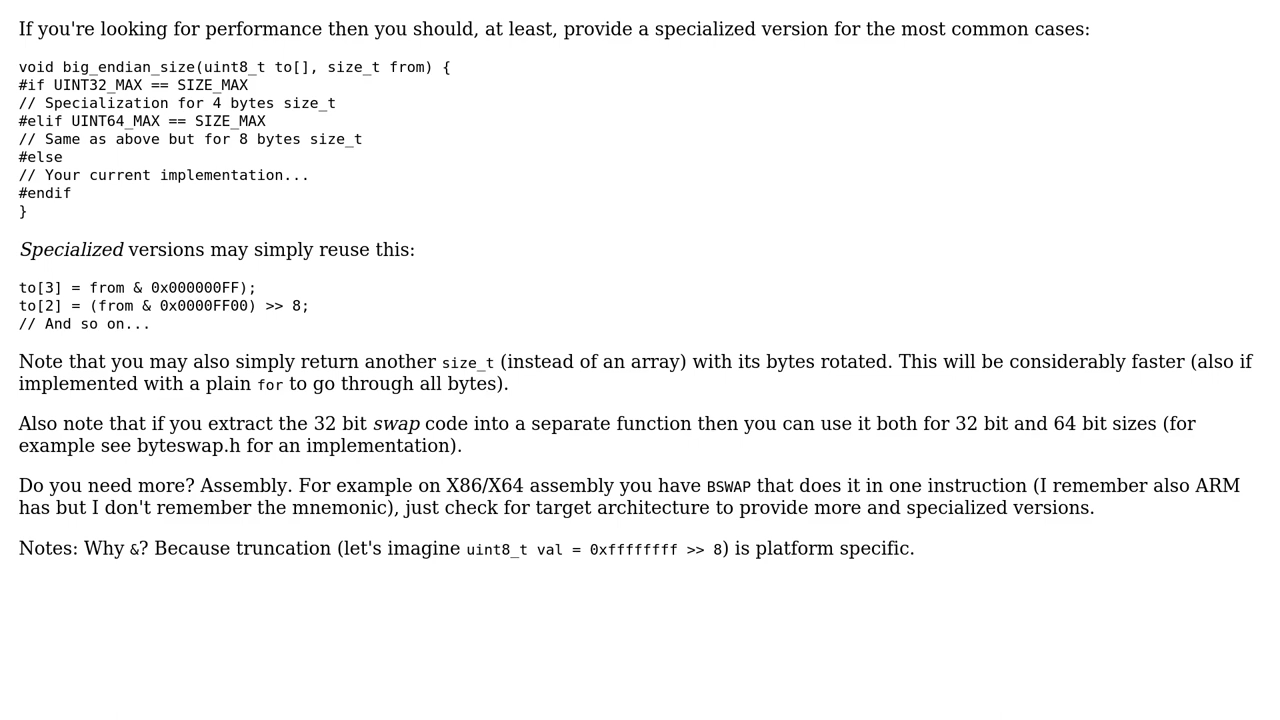 If you're looking for performance then you should, at least, provide a specialized version for the most common cases:
void big_endian_size(uint8_t to[], size_t from) {
#if UINT32_MAX == SIZE_MAX
// Specialization for 4 bytes size_t
#elif UINT64_MAX == SIZE_MAX
// Same as above but for 8 bytes size_t
#else
// Your current implementation...
#endif
}
Specialized versions may simply reuse this:
to[3] = from & 0x000000FF);
to[2] = (from & 0x0000FF00) >> 8;
// And so on...
Note that you may also simply return another size_t (instead of an array) with its bytes rotated. This will be considerably faster (also if
implemented with a plain for to go through all bytes).
Also note that if you extract the 32 bit swap code into a separate function then you can use it both for 32 bit and 64 bit sizes (for
example see byteswap.h for an implementation).
Do you need more? Assembly. For example on X86/X64 assembly you have BSWAP that does it in one instruction (I remember also ARM
has but I don't remember the mnemonic), just check for target architecture to provide more and specialized versions.
Notes: Why &? Because truncation (let's imagine uint8_t val = 0xffffffff >> 8) is platform specific.